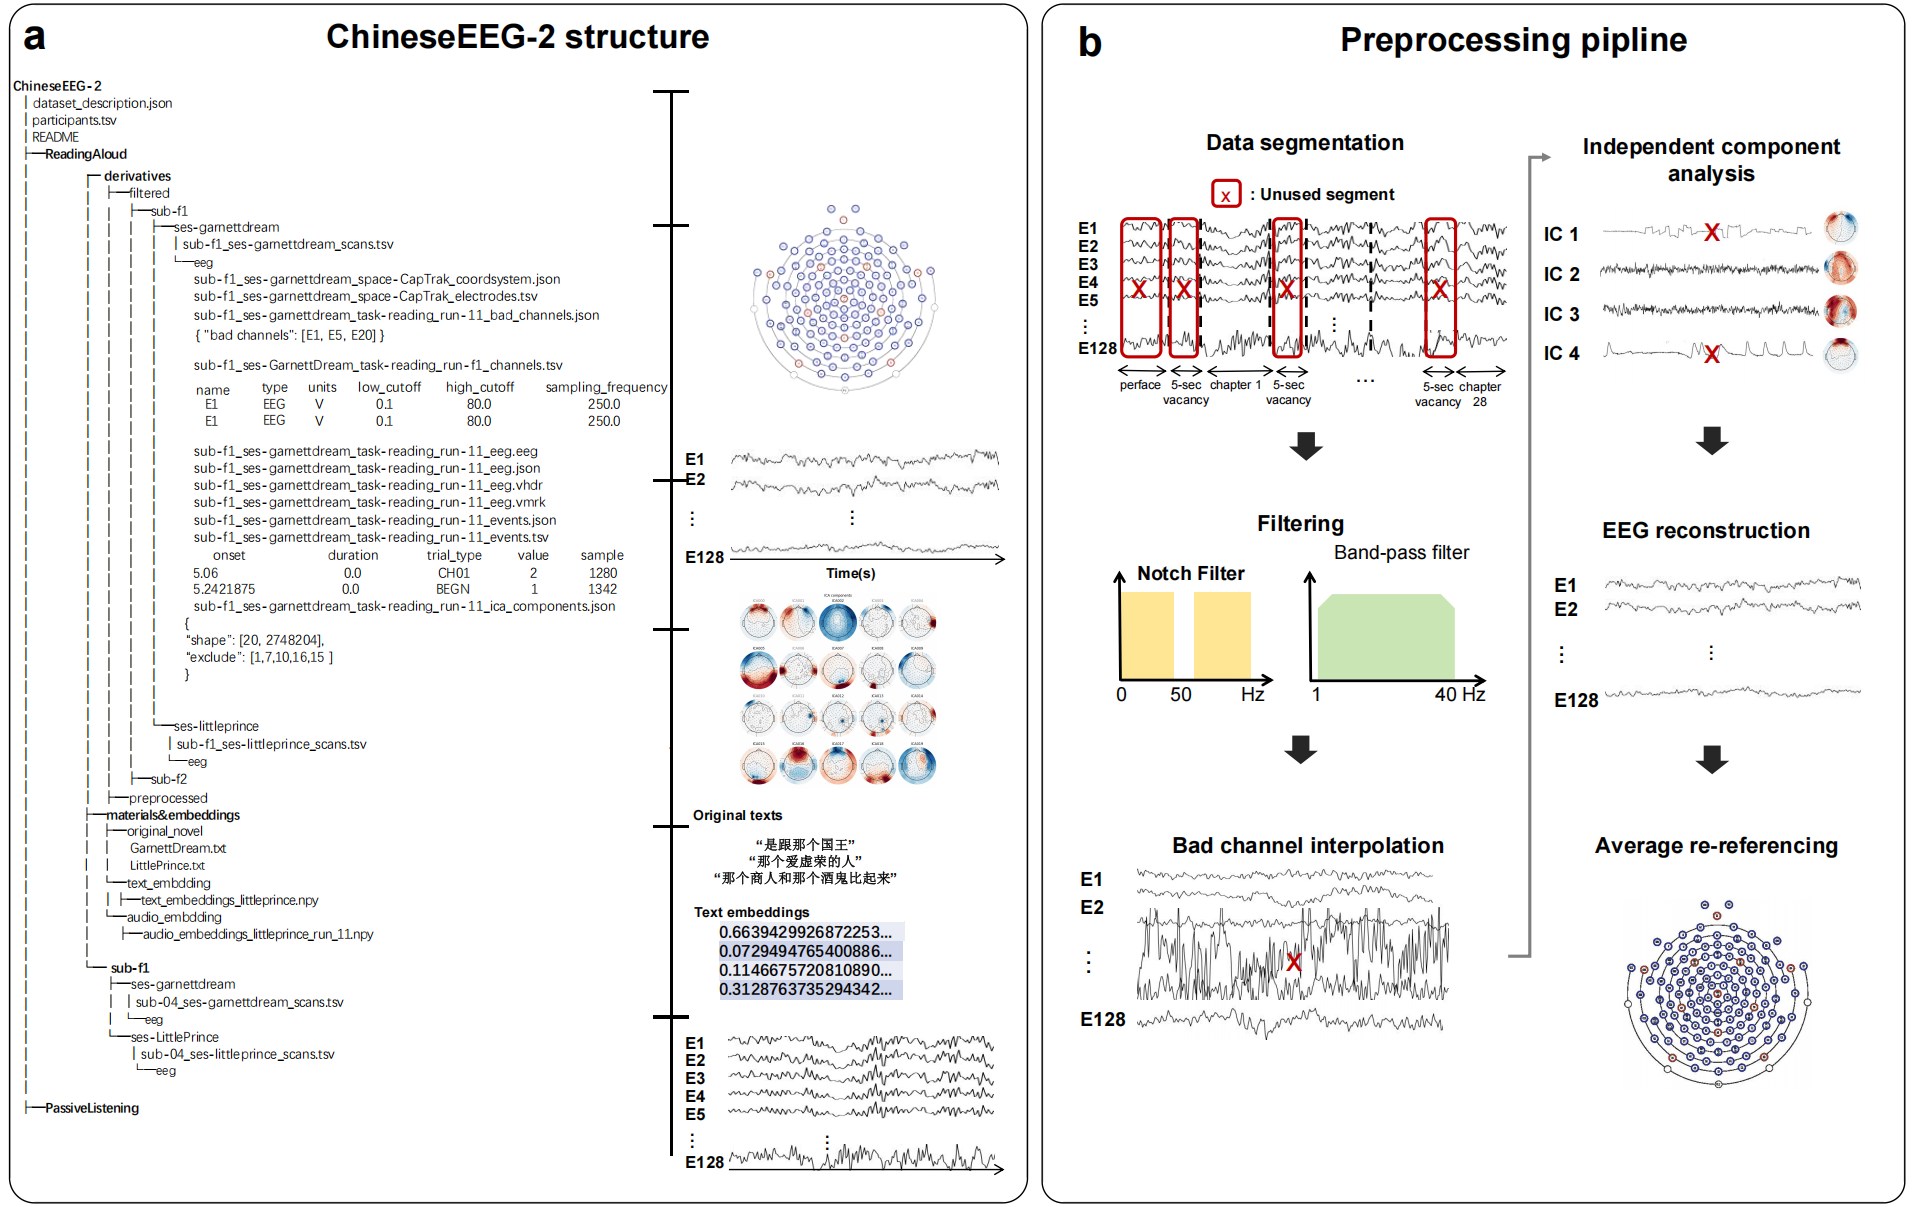 a
ChineseEEG-2 structure
ChineseEEG-2
dataset_description.json
participants.tsv
README
ReadingAloud
derivatives
filtered
sub-f1
ses-garnettdream
sub-f1_ses-garnettdream_scans.tsv
eeg
sub-f1_ses-garnettdream_space-CapTrak_coordsystem.json
sub-f1_ses-garnettdream_space-CapTrak_electrodes.tsv
sub-f1_ses-garnettdream_task-reading_run-11_bad_channels.json
{ "bad channels": [E1, E5, E20] }
sub-f1_ses-GarnettDream_task-reading_run-f1_channels.tsv
name type units low_cutoff high_cutoff sampling_frequency
E1 EEG V 0.1 80.0 250.0
E1 EEG V 0.1 80.0 250.0
sub-f1_ses-garnettdream_task-reading_run-11_eeg.eeg
sub-f1_ses-garnettdream_task-reading_run-11_eeg.json
sub-f1_ses-garnettdream_task-reading_run-11_eeg.vhdr
sub-f1_ses-garnettdream_task-reading_run-11_eeg.vmrk
sub-f1_ses-garnettdream_task-reading_run-11_events.json
sub-f1_ses-garnettdream_task-reading_run-11_events.tsv
onset duration trial_type value sample
5.06 0.0 CH01 2 1280
5.2421875 0.0 BEGN 1 1342
sub-f1_ses-garnettdream_task-reading_run-11_ica_components.json
{
“shape”: [20, 2748204],
“exclude”: [1,7,10,16,15 ]
}
ses-littleprince
sub-f1_ses-littleprince_scans.tsv
eeg
sub-f2
preprocessed
materials&embeddings
original_novel
GarnettDream.txt
LittlePrince.txt
text_embdding
text_embeddings_littleprince.npy
audio_embdding
audio_embeddings_littleprince_run_11.npy
sub-f1
ses-garnettdream
sub-04_ses-garnettdream_scans.tsv
eeg
ses-LittlePrince
sub-04_ses-littleprince_scans.tsv
eeg
PassiveListening
E1
E2
⋮ ⋮
E128
Time(s)
Original texts
“是跟那个国王”
“那个爱虚荣的人”
“那个商人和那个酒鬼比起来”
Text embeddings
0.6639429926872253...
0.0729494765400886...
0.1146675720810890...
0.3128763735294342...
E1
E2
E3
E4
E5
⋮ ⋮
E128
b
Preprocessing pipline
Data segmentation
X : Unused segment
E1
E2
E3
E4
E5
X X X X
⋮ ⋮
E128
perface 5-sec chapter 1 5-sec ... 5-sec chapter
vacancy vacancy vacancy 28
Filtering
Notch Filter
0 50 Hz
Band-pass filter
1 40 Hz
Bad channel interpolation
E1
E2
⋮ X
E128
Independent component
analysis
IC 1 X
IC 2
IC 3
IC 4 X
EEG reconstruction
E1
E2
⋮ ⋮
E128
Average re-referencing